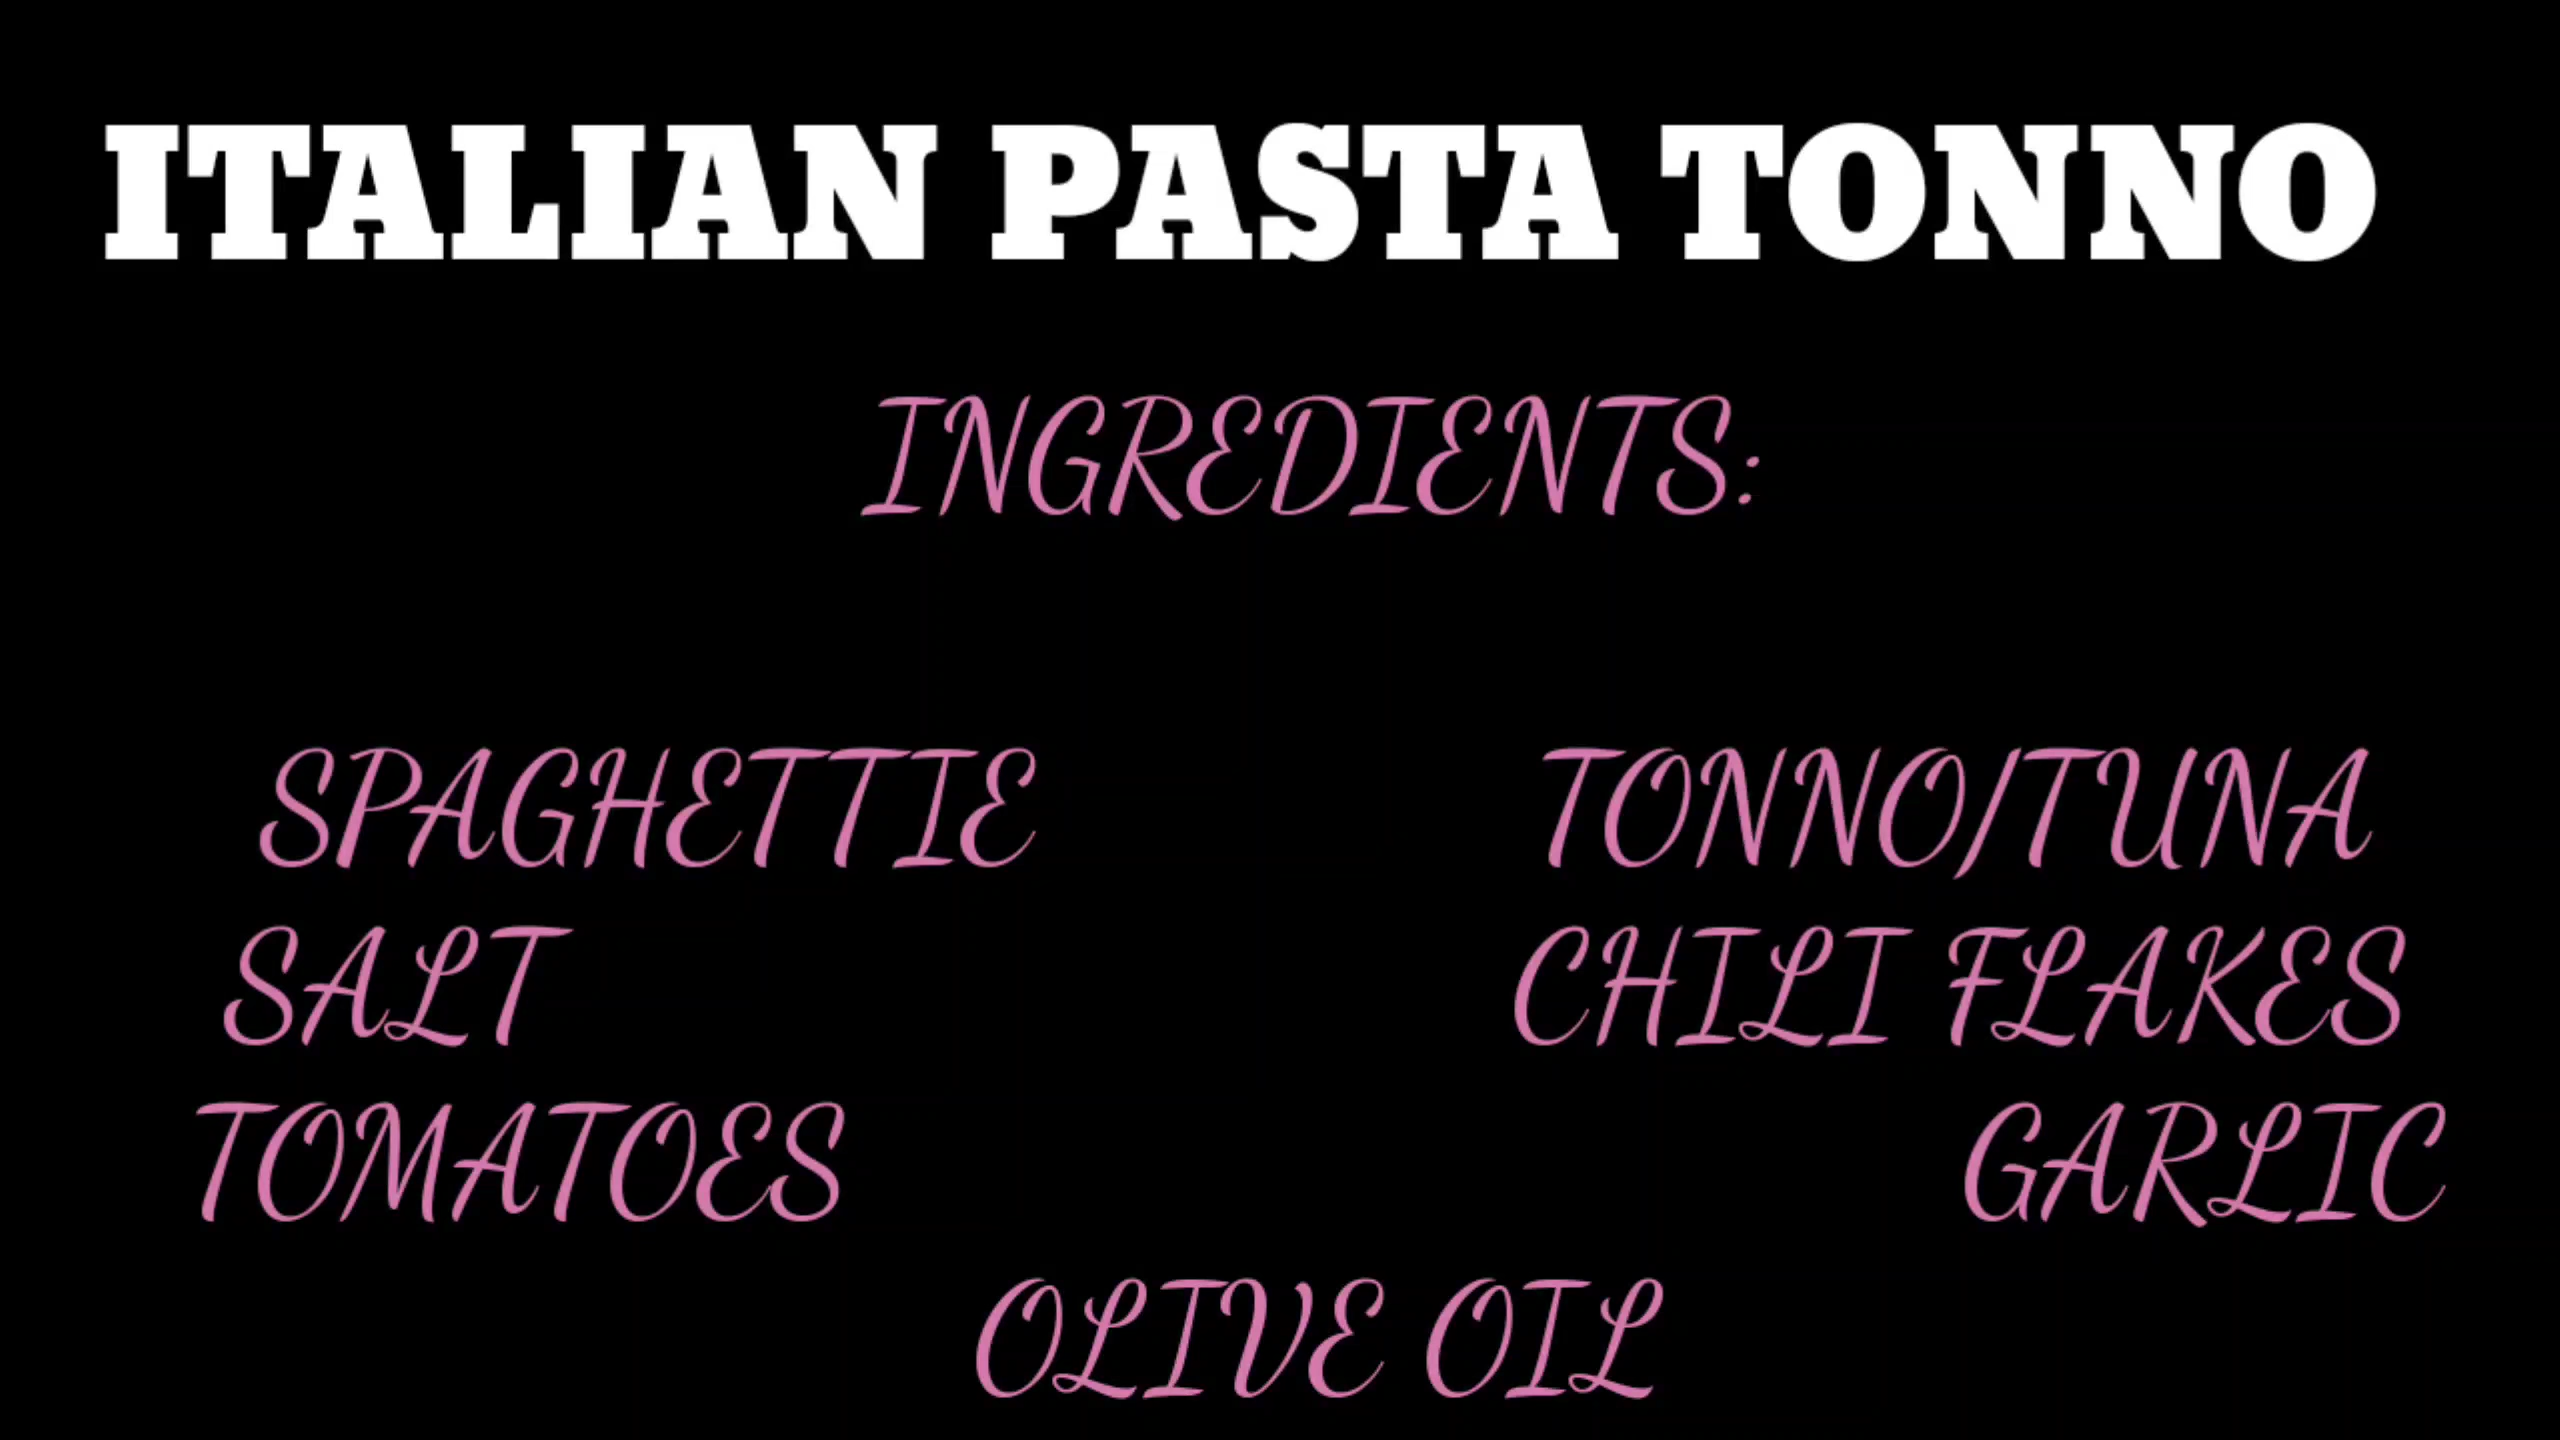 ITALIAN PASTA TONNO
INGREDIENTS:
SPAGHETTIE TONNO/TUNA
SALT CHILI FLAKES
TOMATOES GARLIC
OLIVE OIL